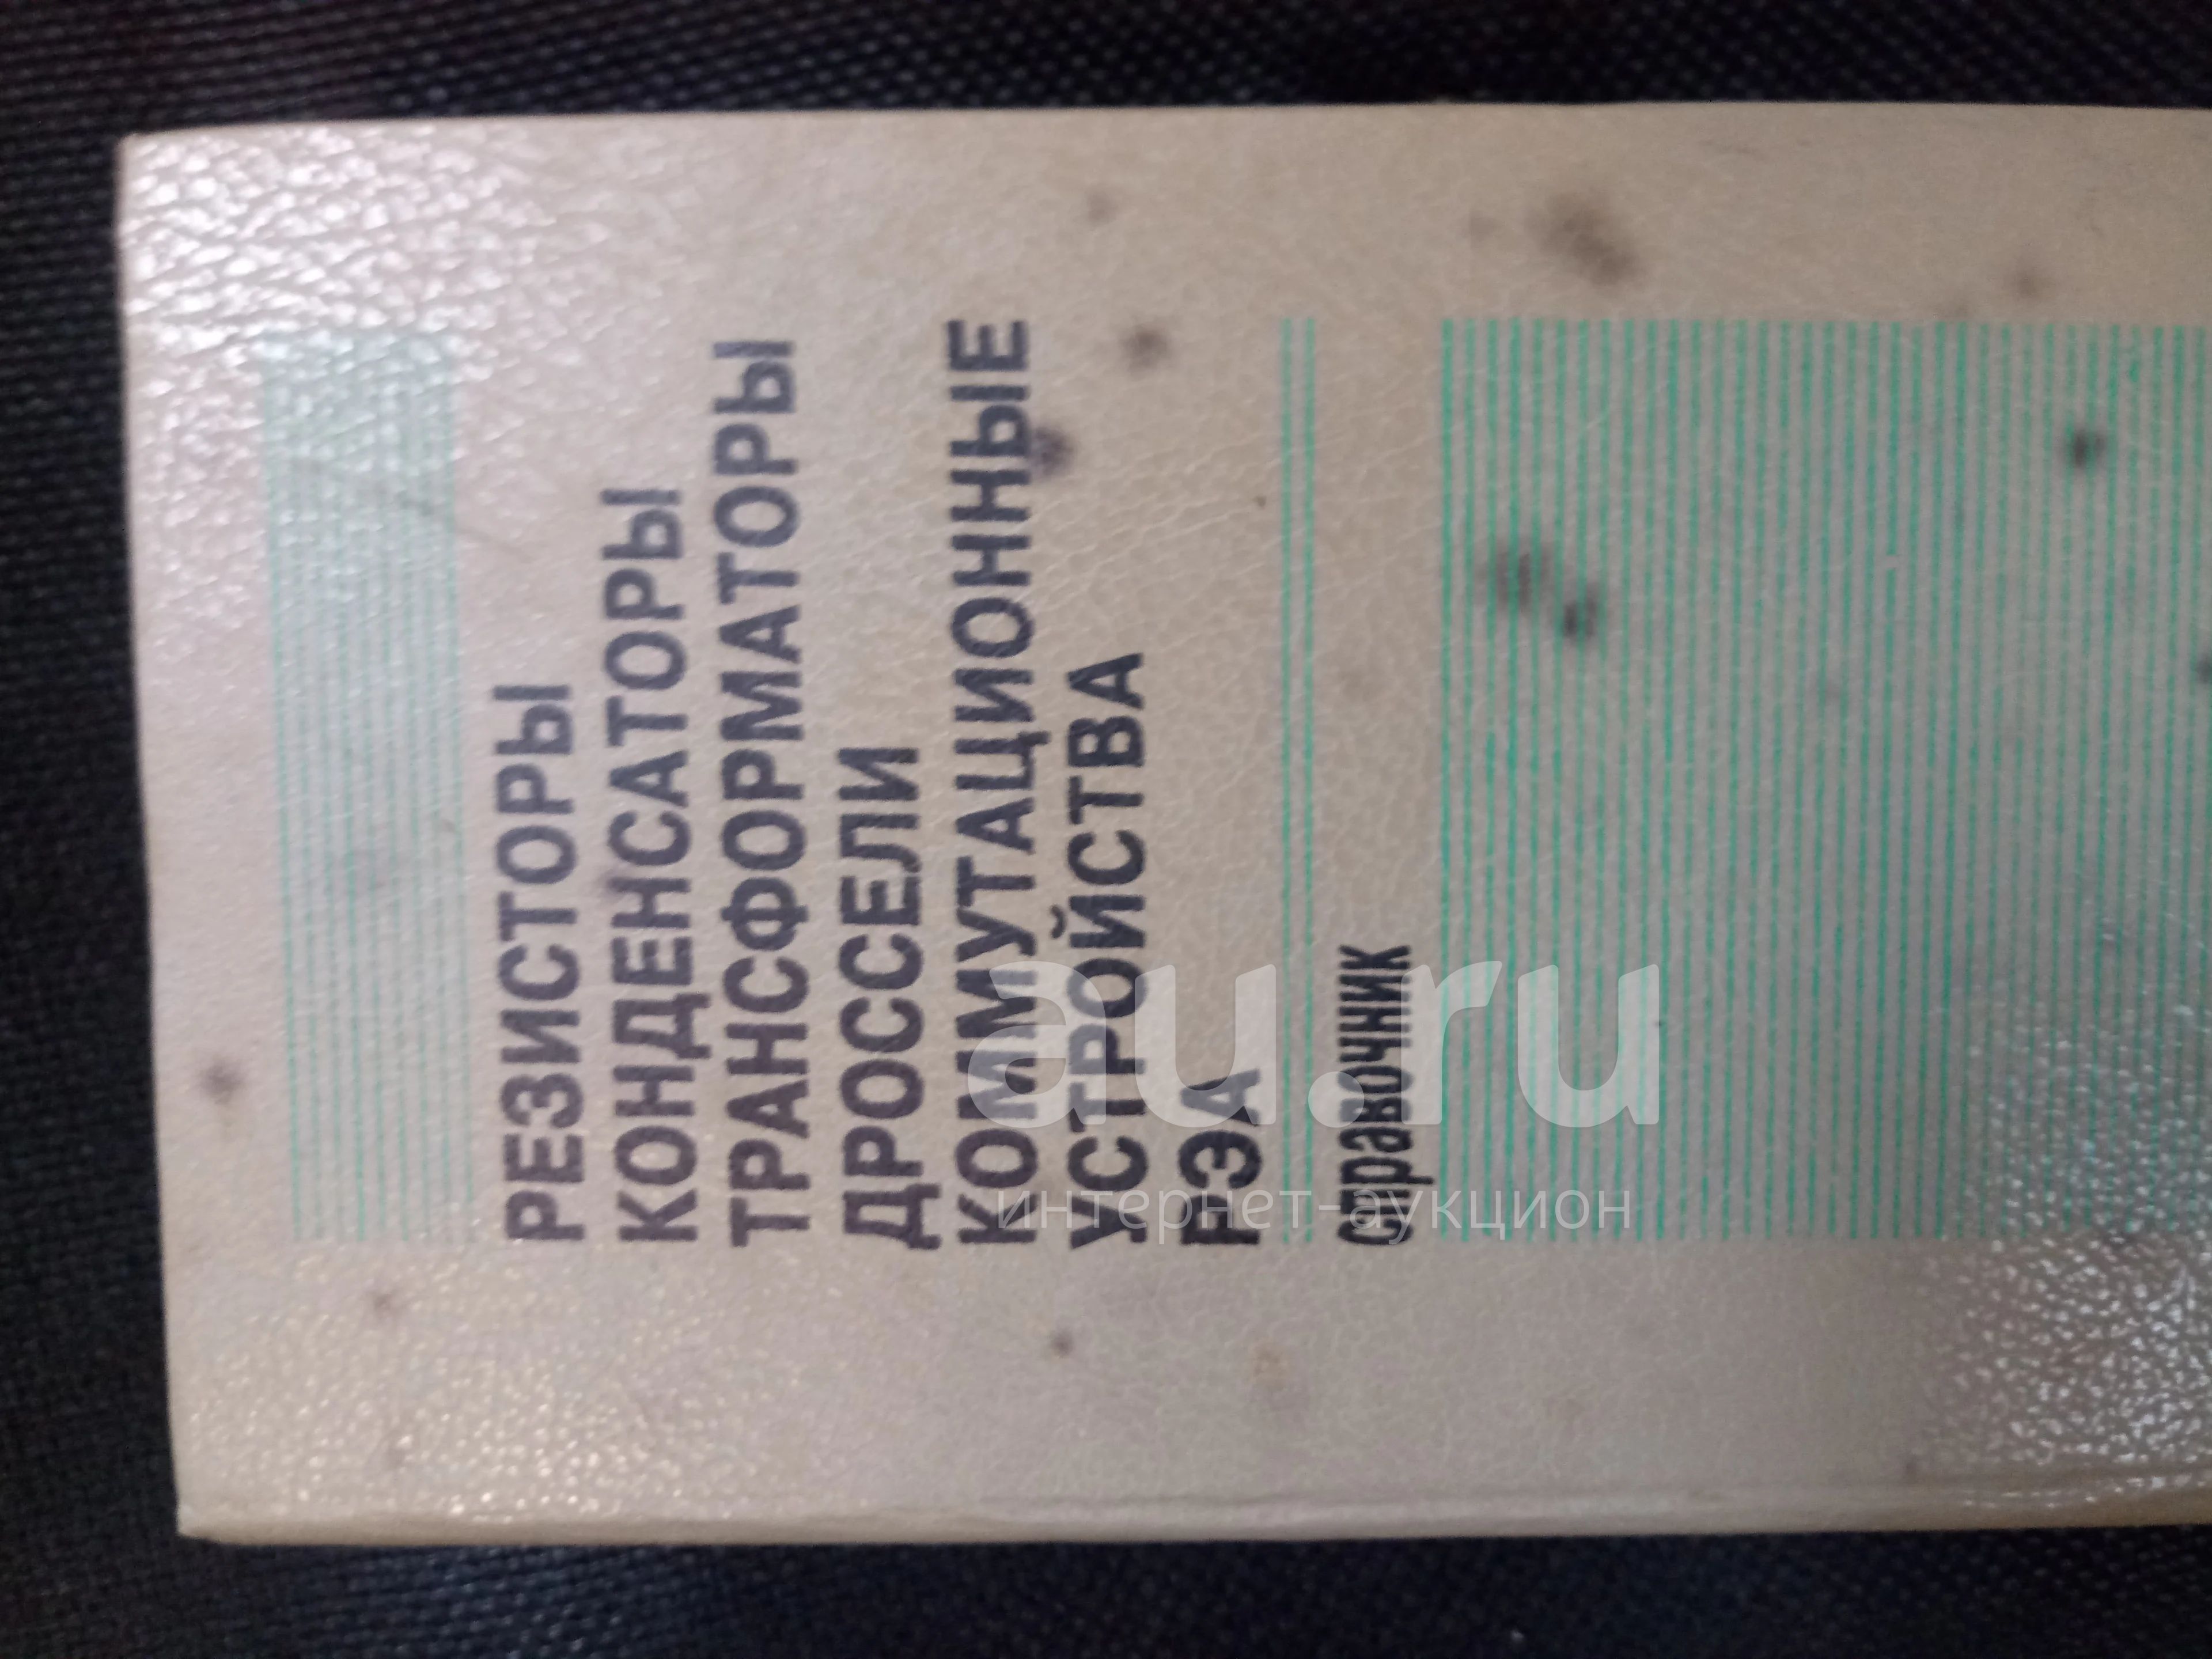 РЕЗИСТОРЫ
КОНДЕНСАТОРЫ
ТРАНСФОРМАТОРЫ
ДРОССЕЛИ
КОММУТАЦИОННЫЕ
УСТРОЙСТВА
РЭА
справочник
au.ru
интернет-аукцион